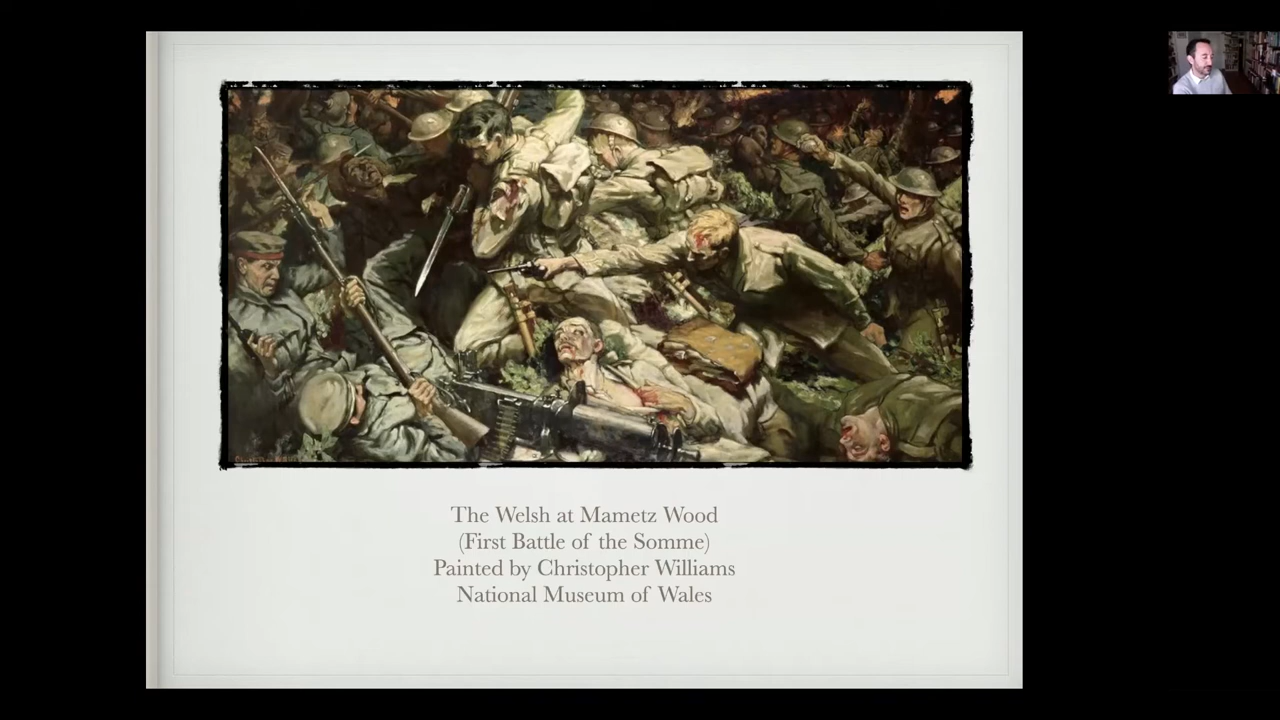 The Welsh at Mametz Wood
(First Battle of the Somme)
Painted by Christopher Williams
National Museum of Wales